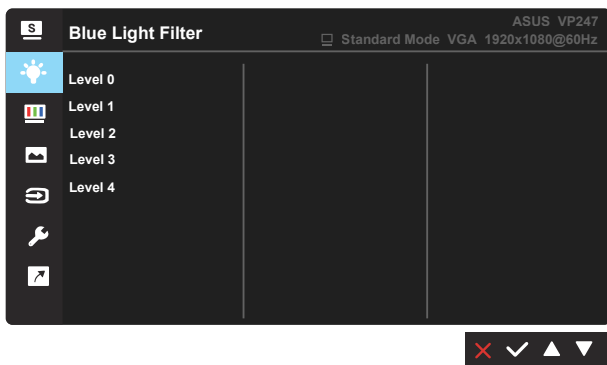 S
Blue Light Filter
ASUS VP247
Standard Mode VGA 1920x1080@60Hz
Level 0
Level 1
Level 2
Level 3
Level 4